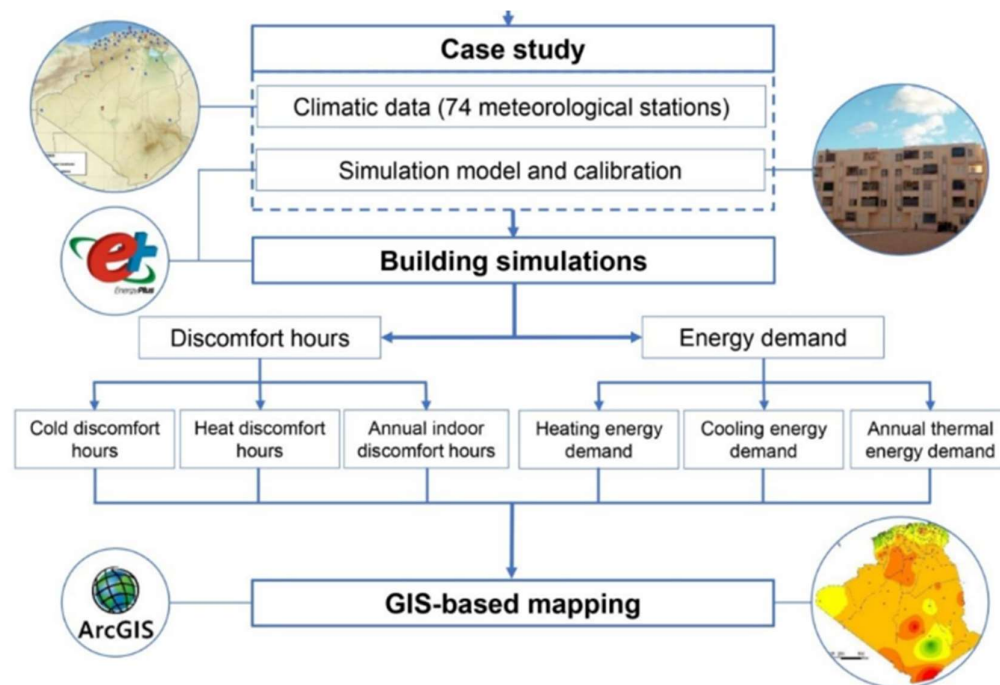 Case study
Climatic data (74 meteorological stations)
Simulation model and calibration
EnergyPlus
Building simulations
Discomfort hours
Energy demand
Cold discomfort
hours
Heat discomfort
hours
Annual indoor
discomfort hours
Heating energy
demand
Cooling energy
demand
Annual thermal
energy demand
ArcGIS
GIS-based mapping